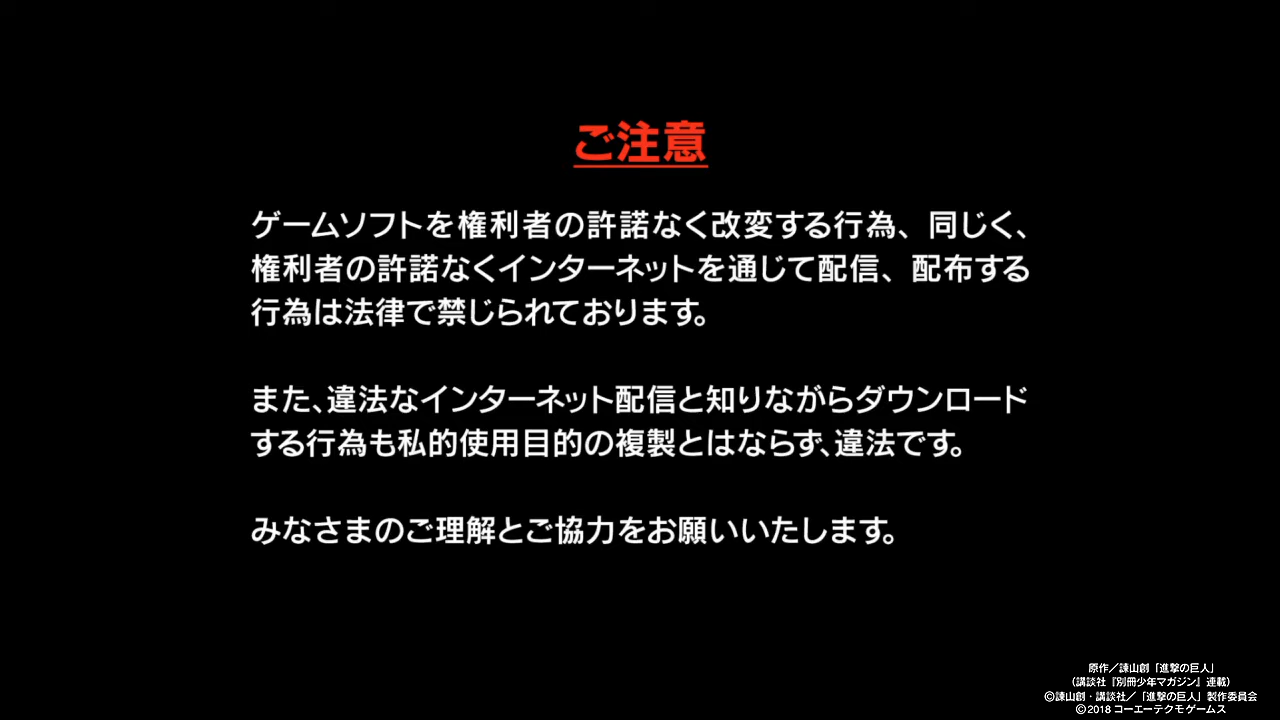 ご注意
ゲームソフトを権利者の許諾なく改変する行為、同じく、
権利者の許諾なくインターネットを通じて配信、配布する
行為は法律で禁じられております。
また、違法なインターネット配信と知りながらダウンロード
する行為も私的使用目的の複製とはならず、違法です。
みなさまのご理解とご協力をお願いいたします。
原作／諫山創「進撃の巨人」
（講談社『別冊少年マガジン』連載）
©諫山創・講談社／「進撃の巨人」製作委員会
©2018 コーエーテクモゲームス